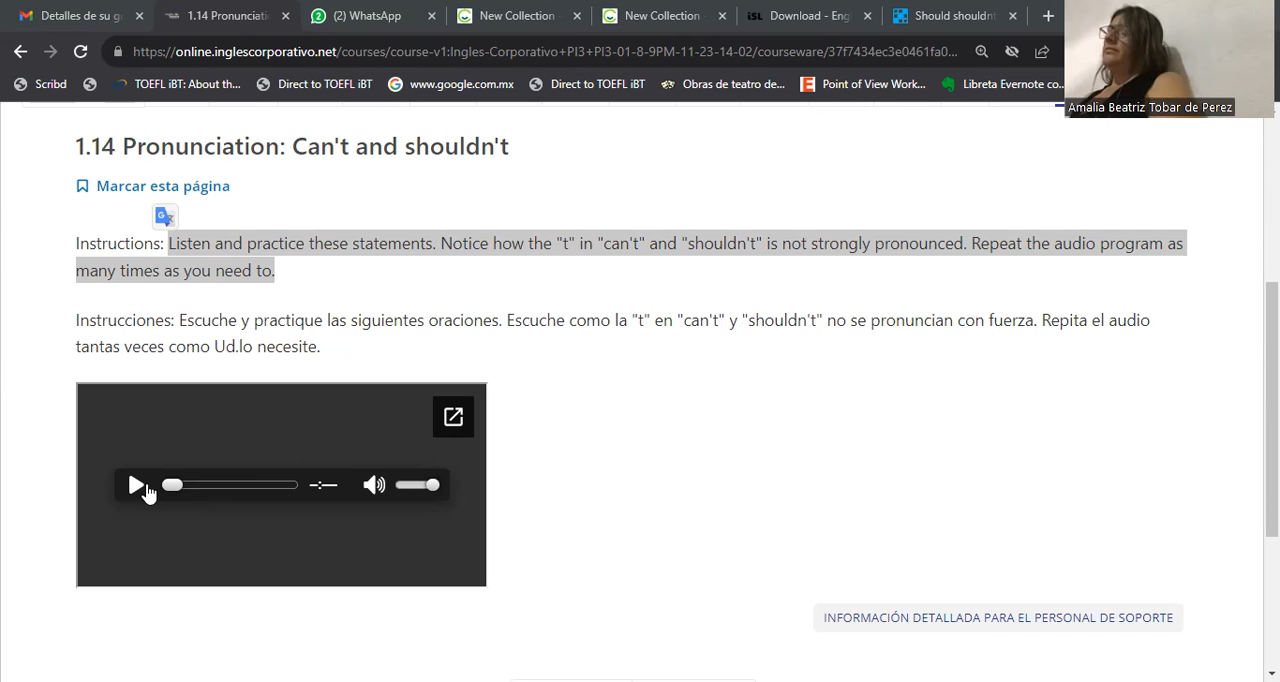 Detalles de su g
1.14 Pronunciati
(2) WhatsApp
New Collection
New Collection
iSL Download - Eng
Should shouldn't
https://online.inglescorporativo.net/courses/course-v1:Ingles-Corporativo+PI3+PI3-01-8-9PM-11-23-14-02/courseware/37f7434ec3e0461fa0...
Scribd
TOEFL iBT: About th...
Direct to TOEFL iBT
www.google.com.mx
Direct to TOEFL iBT
Obras de teatro de...
Point of View Work...
Libreta Evernote co...
Amalia Beatriz Tobar de Perez
1.14 Pronunciation: Can't and shouldn't
Marcar esta página
Instructions: Listen and practice these statements. Notice how the "t" in "can't" and "shouldn't" is not strongly pronounced. Repeat the audio program as
many times as you need to.
Instrucciones: Escuche y practique las siguientes oraciones. Escuche como la "t" en "can't" y "shouldn't" no se pronuncian con fuerza. Repita el audio
tantas veces como Ud.lo necesite.
-:--
INFORMACIÓN DETALLADA PARA EL PERSONAL DE SOPORTE